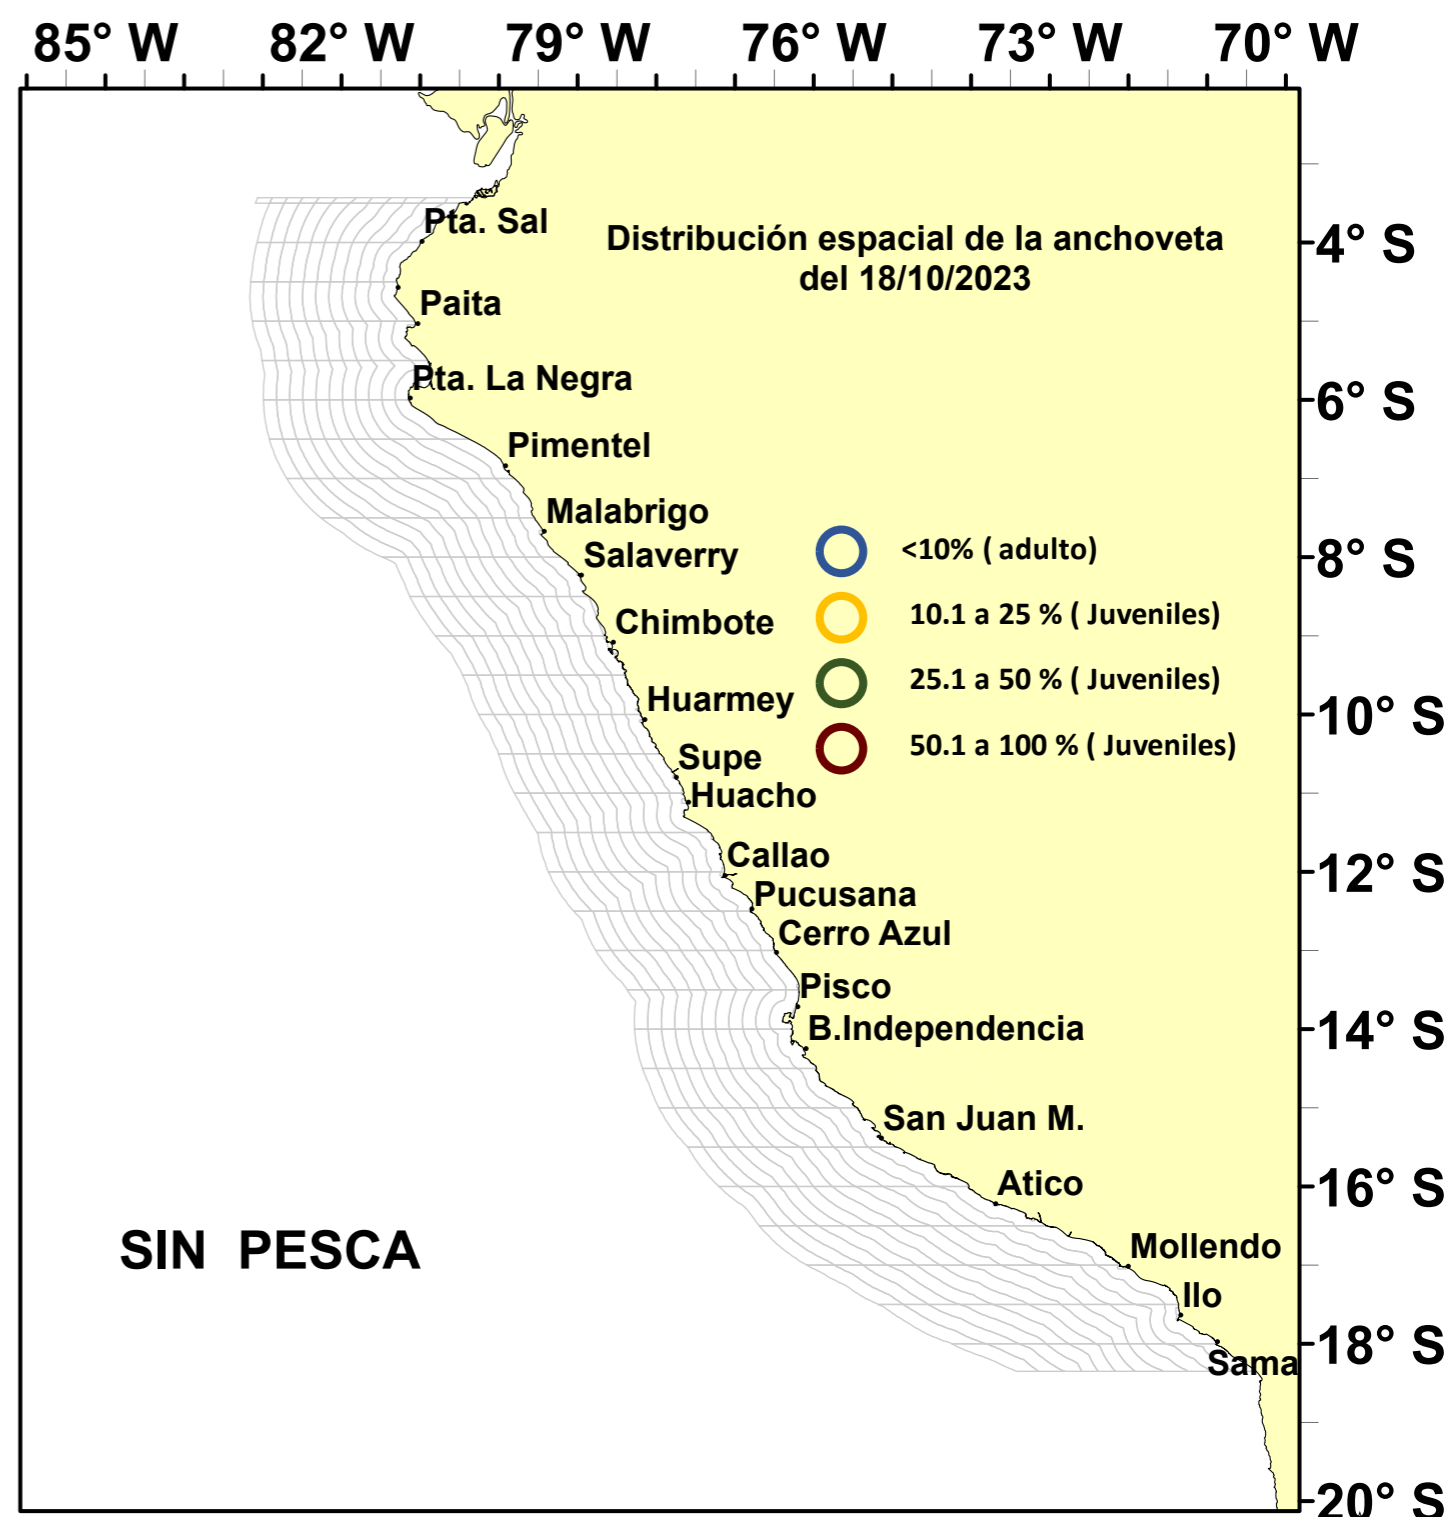 85° W 82° W 79° W 76° W 73° W 70° W
Pta. Sal
Distribución espacial de la anchoveta
del 18/10/2023
4° S
Paita
Pta. La Negra
6° S
Pimentel
Malabrigo
Salaverry
<10% ( adulto)
8° S
Chimbote
10.1 a 25 % ( Juveniles)
25.1 a 50 % ( Juveniles)
Huarmey
10° S
50.1 a 100 % ( Juveniles)
Supe
Huacho
Callao
12° S
Pucusana
Cerro Azul
Pisco
B.Independencia
14° S
San Juan M.
Atico
16° S
SIN PESCA
Mollendo
Ilo
18° S
Sama
20° S